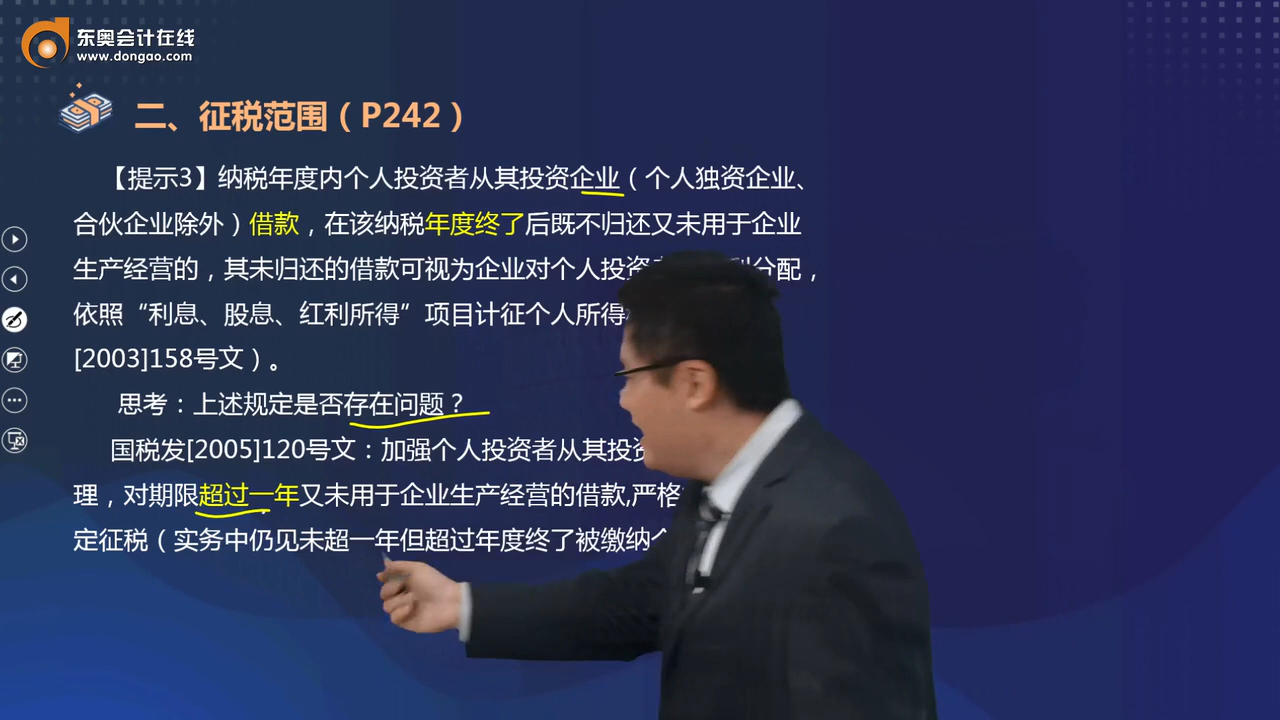 东奥会计在线
www.dongao.com
二、征税范围（P242）
【提示3】纳税年度内个人投资者从其投资企业（个人独资企业、
合伙企业除外）借款，在该纳税年度终了后既不归还又未用于企业
生产经营的，其未归还的借款可视为企业对个人投资 分配，
依照“利息、股息、红利所得”项目计征个人所得
[2003]158号文）。
思考：上述规定是否存在问题？
国税发[2005]120号文：加强个人投资者从其投
理，对期限超过一年又未用于企业生产经营的借款,严格
定征税（实务中仍见未超一年但超过年度终了被缴纳